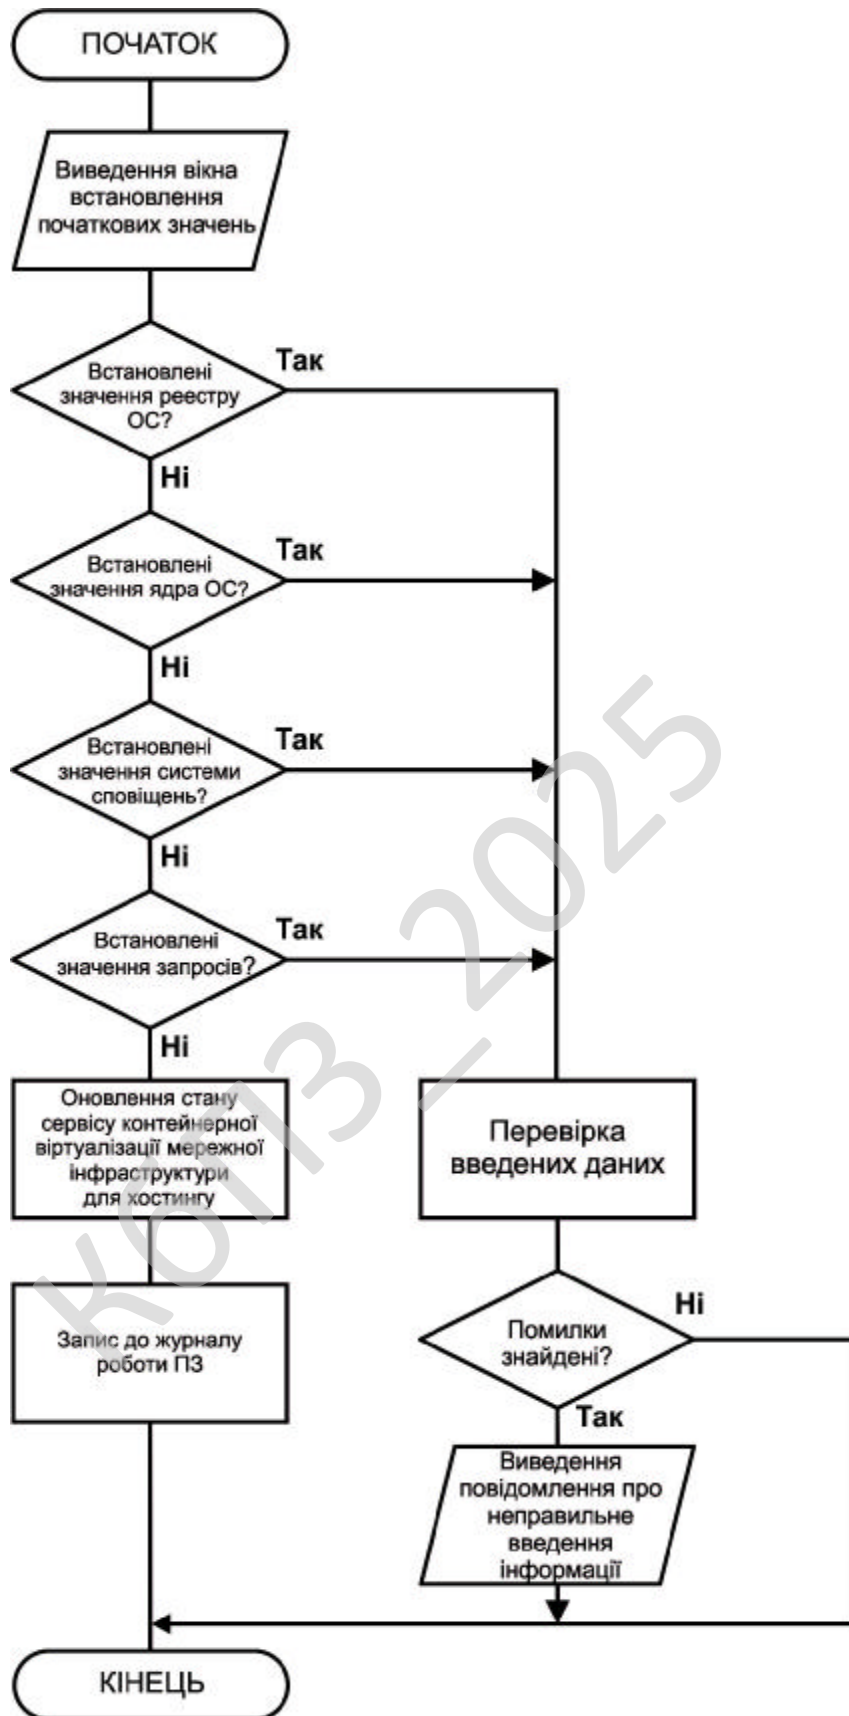 ПОЧАТОК
Виведення вікна
встановлення
початкових значень
Встановлені
значення реестру
ОС?
Так
Ні
Встановлені
значення ядра ОС?
Так
Ні
Встановлені
значення системи
сповіщень?
Так
Ні
Встановлені
значення запросів?
Так
Ні
Оновлення стану
сервісу контейнерної
віртуалізації мережної
інфраструктури
для хостингу
Запис до журналу
роботи ПЗ
Перевірка
введених даних
Помилки
знайдені?
Ні
Так
Виведення
повідомлення про
неправильне
введення
інформації
КІНЕЦЬ
КбПЗ_2025